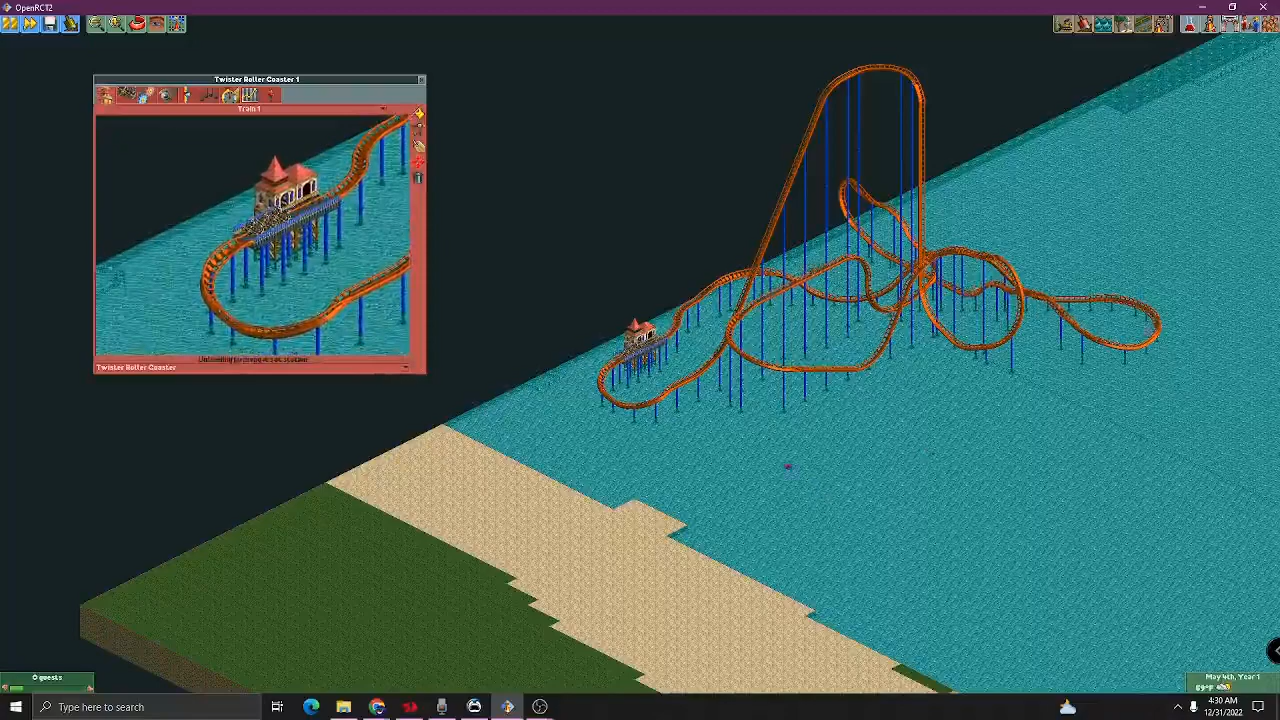 OpenRCT2
Twister Roller Coaster 1
Train 1
Twister Roller Coaster
0 guests
May 4th, Year 1
Type here to search
4:30 AM
12/31/2022